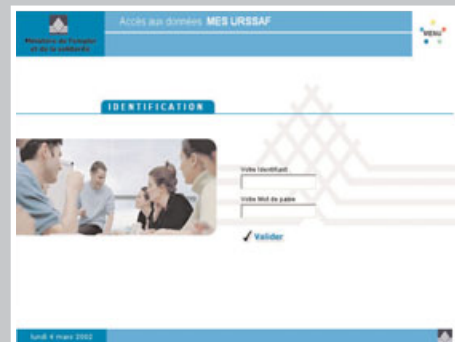 Accès aux données MES URSSAF
Ministère de l'emploi
et de la solidarité
MENU
IDENTIFICATION
Votre Identifiant :
Votre Mot de passe
Valider
lundi 4 mars 2002